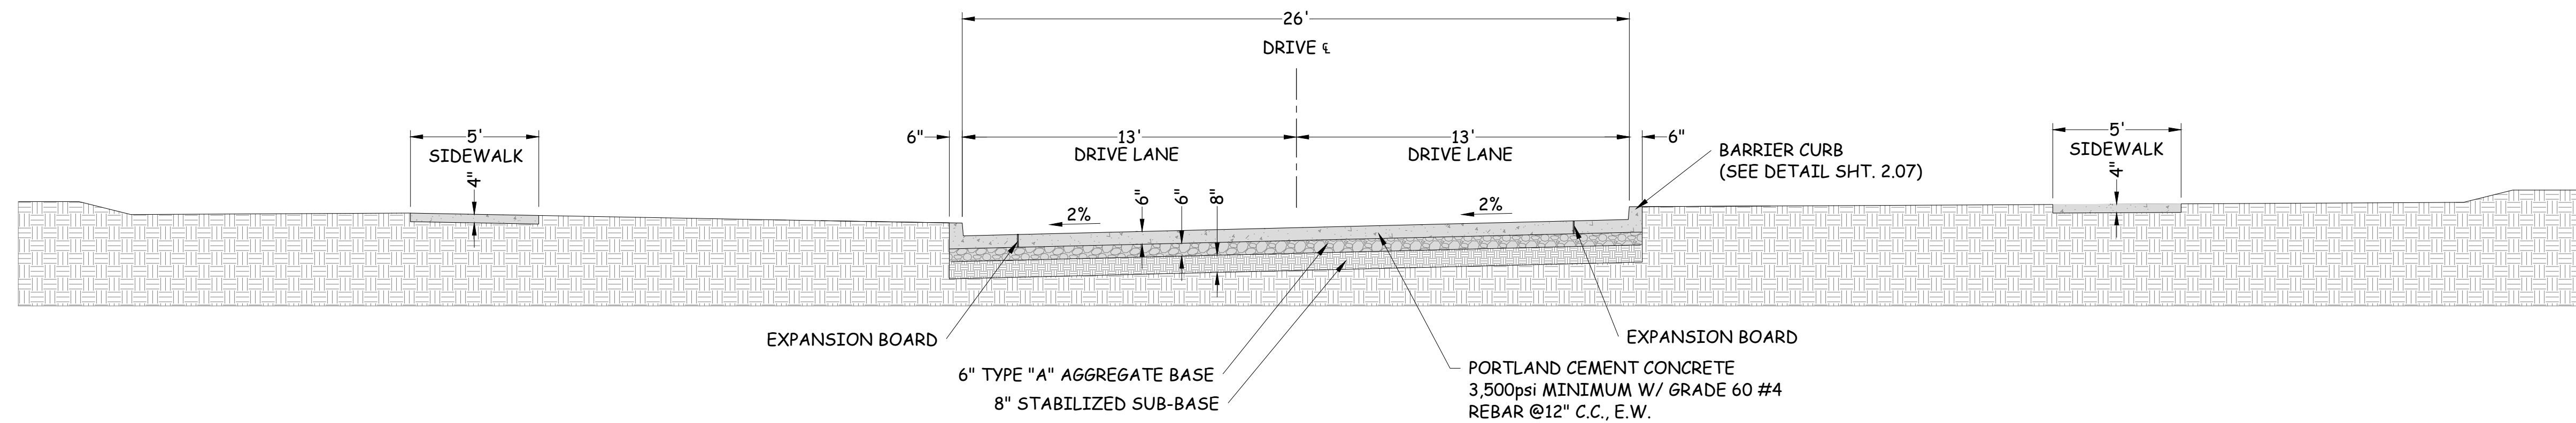 26'
DRIVE ℄
6"
13'
DRIVE LANE
13'
DRIVE LANE
6"
5'
SIDEWALK
4"
BARRIER CURB
(SEE DETAIL SHT. 2.07)
5'
SIDEWALK
4"
2%
6"
6"
8"
2%
EXPANSION BOARD
EXPANSION BOARD
6" TYPE "A" AGGREGATE BASE
8" STABILIZED SUB-BASE
PORTLAND CEMENT CONCRETE
3,500psi MINIMUM W/ GRADE 60 #4
REBAR @12" C.C., E.W.